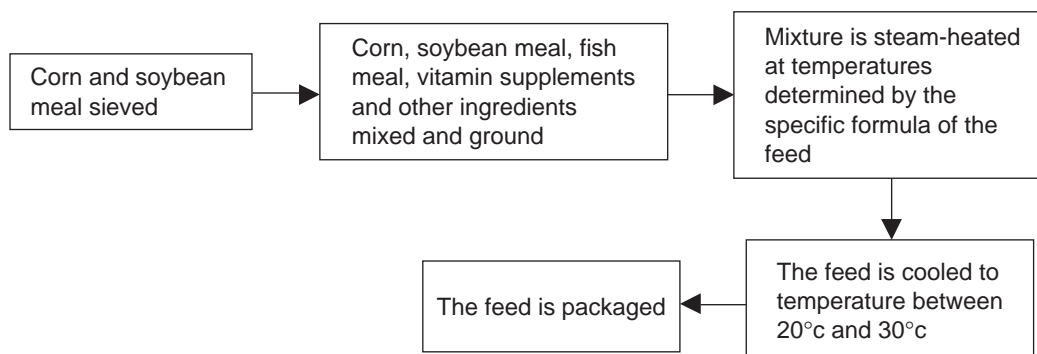 Corn and soybean
meal sieved
Corn, soybean meal, fish
meal, vitamin supplements
and other ingredients
mixed and ground
Mixture is steam-heated
at temperatures
determined by the
specific formula of the
feed
The feed is cooled to
temperature between
20°c and 30°c
The feed is packaged